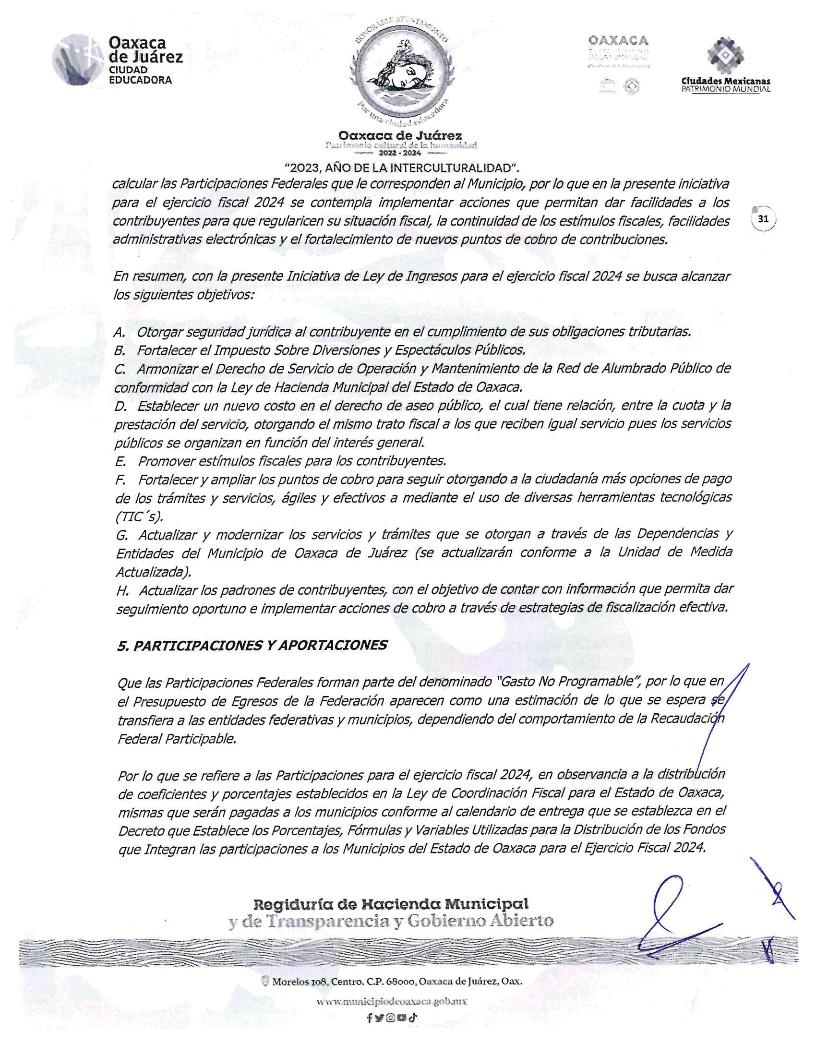 Oaxaca
de Juárez
CIUDAD
EDUCADORA
HONORABLE AYUNTAMIENTO
Por una ciudad educadora
Oaxaca de Juárez
Patrimonio cultural de la humanidad
2022 - 2024
OAXACA
Ciudades Mexicanas
PATRIMONIO MUNDIAL
"2023, AÑO DE LA INTERCULTURALIDAD".
31
calcular las Participaciones Federales que le corresponden al Municipio, por lo que en la presente iniciativa
para el ejercicio fiscal 2024 se contempla implementar acciones que permitan dar facilidades a los
contribuyentes para que regularicen su situación fiscal, la continuidad de los estímulos fiscales, facilidades
administrativas electrónicas y el fortalecimiento de nuevos puntos de cobro de contribuciones.
En resumen, con la presente Iniciativa de Ley de Ingresos para el ejercicio fiscal 2024 se busca alcanzar
los siguientes objetivos:
A. Otorgar seguridad jurídica al contribuyente en el cumplimiento de sus obligaciones tributarias.
B. Fortalecer el Impuesto Sobre Diversiones y Espectáculos Públicos.
C. Armonizar el Derecho de Servicio de Operación y Mantenimiento de la Red de Alumbrado Público de
conformidad con la Ley de Hacienda Municipal del Estado de Oaxaca.
D. Establecer un nuevo costo en el derecho de aseo público, el cual tiene relación, entre la cuota y la
prestación del servicio, otorgando el mismo trato fiscal a los que reciben igual servicio pues los servicios
públicos se organizan en función del interés general.
E. Promover estímulos fiscales para los contribuyentes.
F. Fortalecer y ampliar los puntos de cobro para seguir otorgando a la ciudadanía más opciones de pago
de los trámites y servicios, ágiles y efectivos a mediante el uso de diversas herramientas tecnológicas
(TIC´s).
G. Actualizar y modernizar los servicios y trámites que se otorgan a través de las Dependencias y
Entidades del Municipio de Oaxaca de Juárez (se actualizarán conforme a la Unidad de Medida
Actualizada).
H. Actualizar los padrones de contribuyentes, con el objetivo de contar con información que permita dar
seguimiento oportuno e implementar acciones de cobro a través de estrategias de fiscalización efectiva.
5. PARTICIPACIONES Y APORTACIONES
Que las Participaciones Federales forman parte del denominado "Gasto No Programable", por lo que en
el Presupuesto de Egresos de la Federación aparecen como una estimación de lo que se espera se
transfiera a las entidades federativas y municipios, dependiendo del comportamiento de la Recaudación
Federal Participable.
Por lo que se refiere a las Participaciones para el ejercicio fiscal 2024, en observancia a la distribución
de coeficientes y porcentajes establecidos en la Ley de Coordinación Fiscal para el Estado de Oaxaca,
mismas que serán pagadas a los municipios conforme al calendario de entrega que se establezca en el
Decreto que Establece los Porcentajes, Fórmulas y Variables Utilizadas para la Distribución de los Fondos
que Integran las participaciones a los Municipios del Estado de Oaxaca para el Ejercicio Fiscal 2024.
Regiduría de Hacienda Municipal
y de Transparencia y Gobierno Abierto
Morelos 108, Centro. C.P. 68000, Oaxaca de Juárez, Oax.
www.municipiodeoaxaca.gob.mx